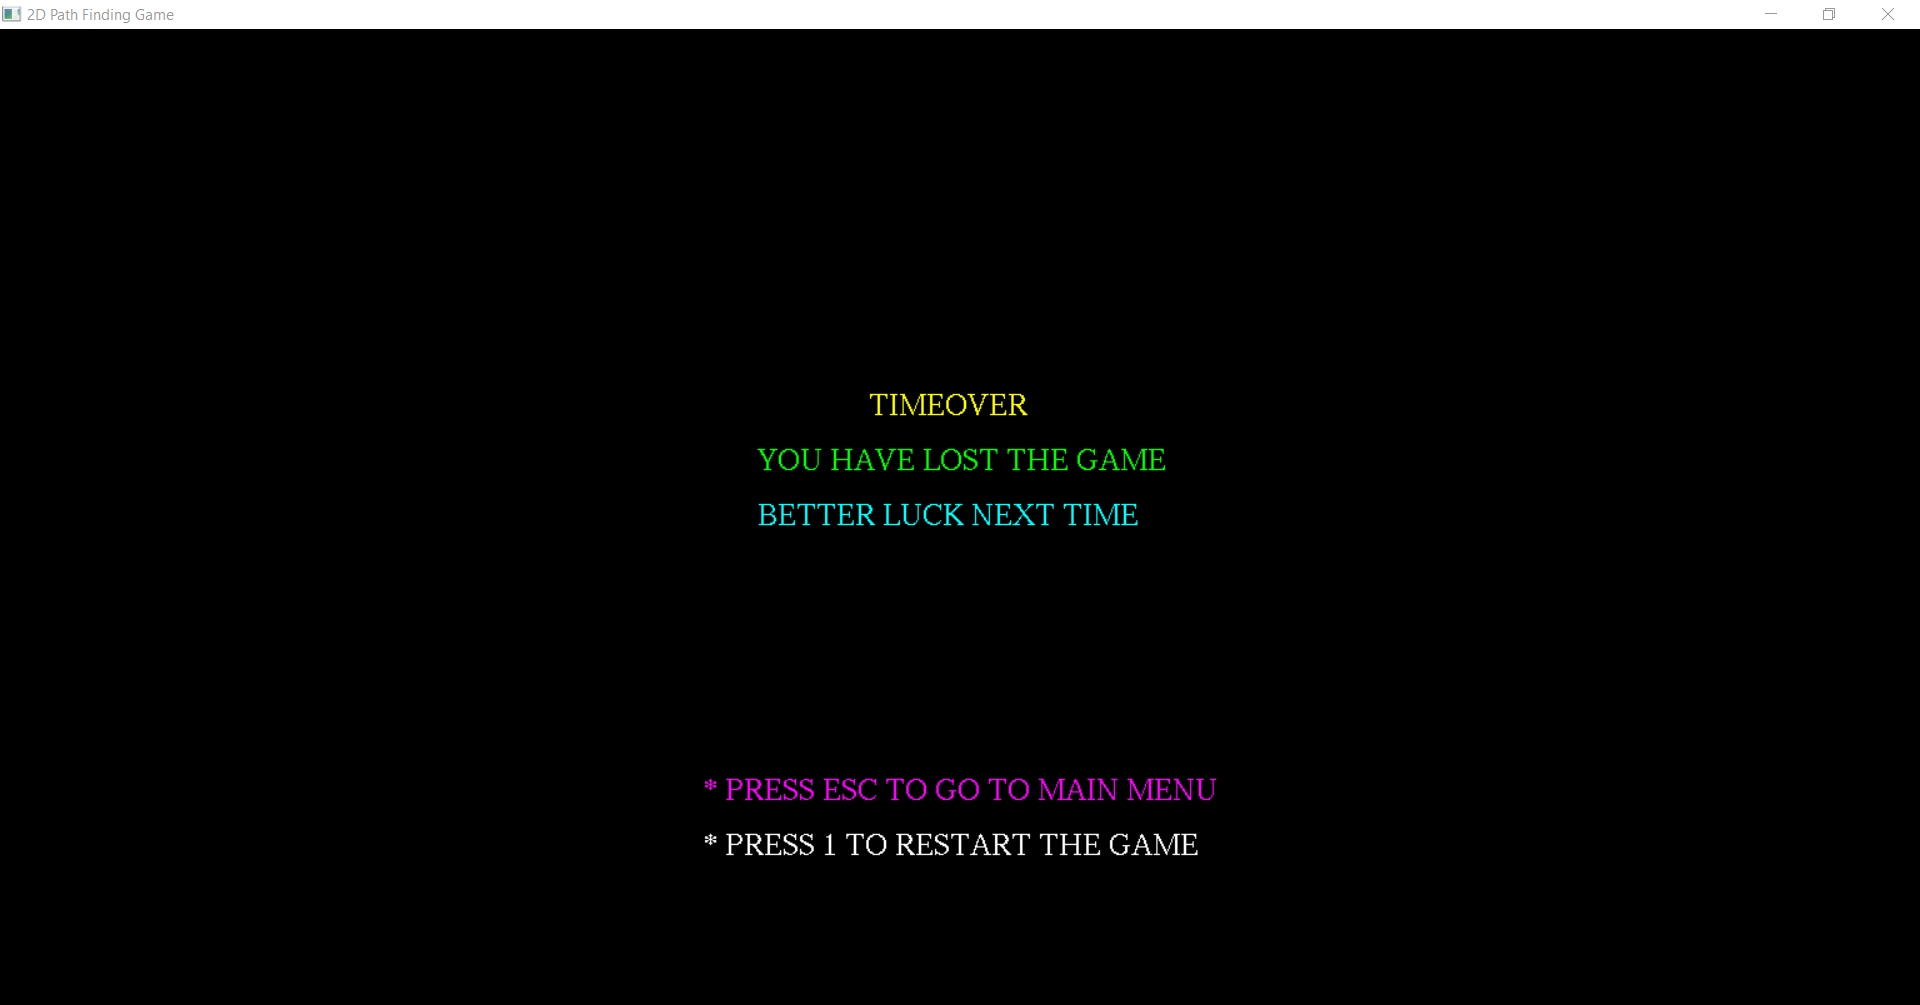 2D Path Finding Game
TIMEOVER
YOU HAVE LOST THE GAME
BETTER LUCK NEXT TIME
* PRESS ESC TO GO TO MAIN MENU
* PRESS 1 TO RESTART THE GAME